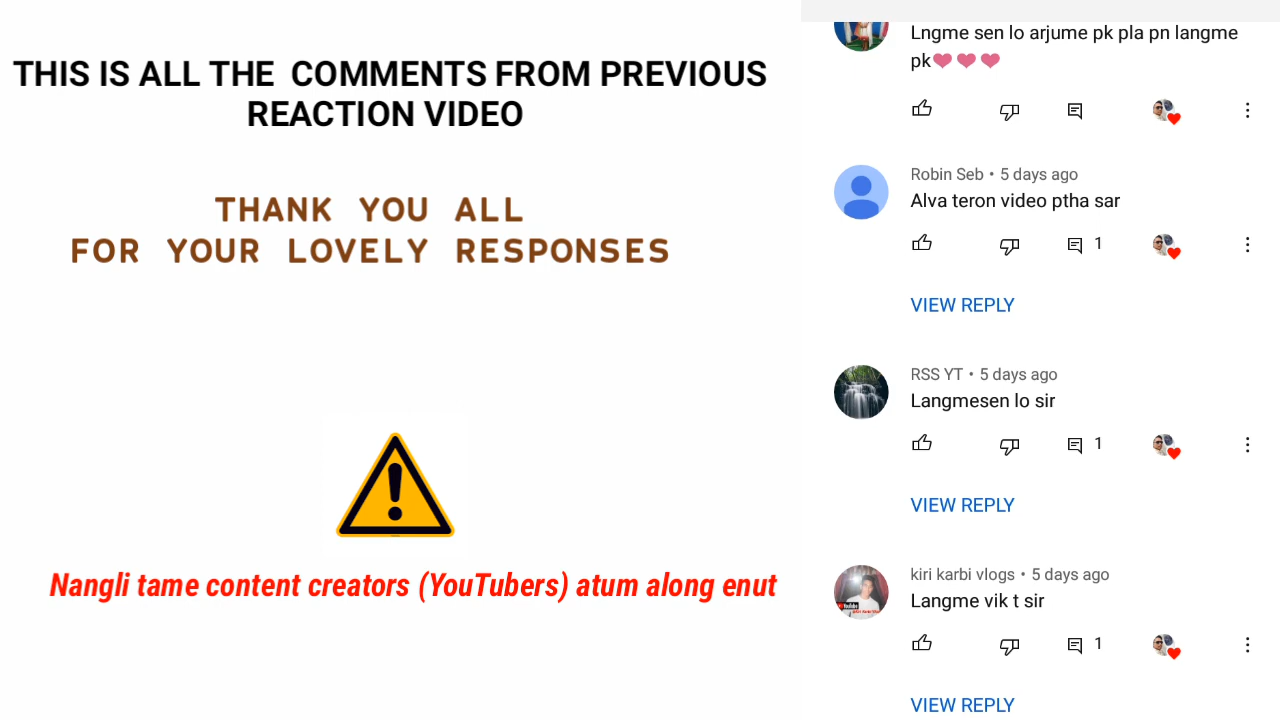 THIS IS ALL THE COMMENTS FROM PREVIOUS
REACTION VIDEO
THANK YOU ALL
FOR YOUR LOVELY RESPONSES
Nangli tame content creators (YouTubers) atum along enut
Lngme sen lo arjume pk pla pn langme
pk
Robin Seb • 5 days ago
Alva teron video ptha sar
1
VIEW REPLY
RSS YT • 5 days ago
Langmesen lo sir
1
VIEW REPLY
kiri karbi vlogs • 5 days ago
Langme vik t sir
1
VIEW REPLY